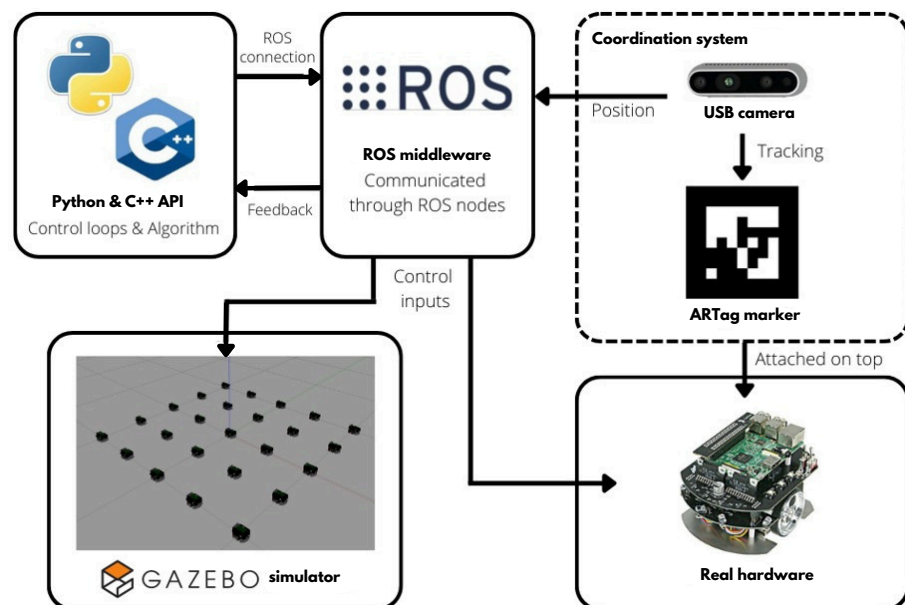 ROS
connection
Python & C++ API
Control loops & Algorithm
C++
Feedback
ROS
ROS middleware
Communicated
through ROS nodes
Coordination system
USB camera
Position
Tracking
ARTag marker
Attached on top
Control
inputs
GAZEBO simulator
Real hardware